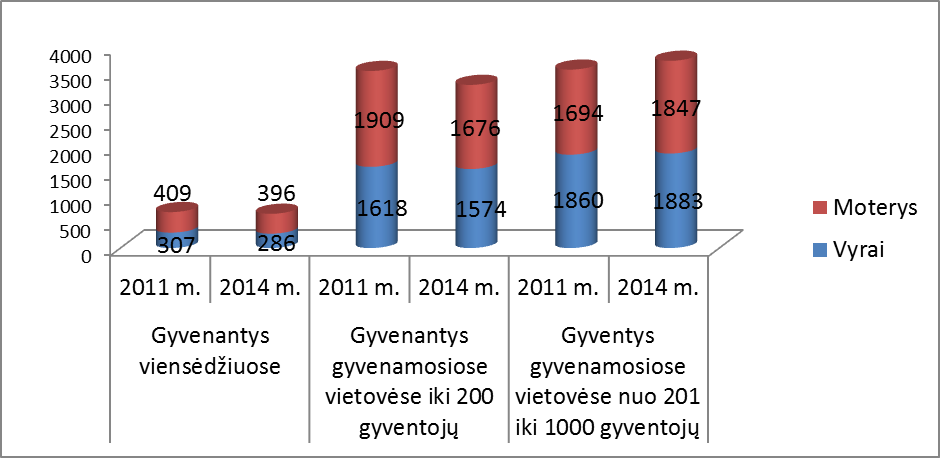 4000
3500
3000
2500
2000
1500
1000
500
0
409
396
1909
1676
1694
1847
307
286
1618
1574
1860
1883
Moterys
Vyrai
2011 m.
2014 m.
2011 m.
2014 m.
2011 m.
2014 m.
Gyvenantys
viensėdžiuose
Gyvenantys
gyvenamosiose
vietovėse iki 200
gyventojų
Gyventys
gyvenamosiose
vietovėse nuo 201
iki 1000 gyventojų